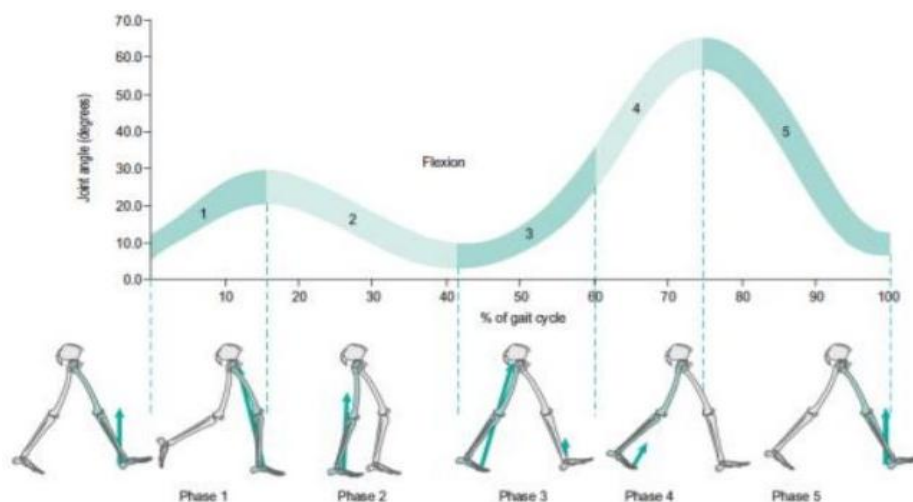 70.0
60.0
50.0
40.0
30.0
20.0
10.0
0.0
Joint angle (degrees)
Flexion
1
2
3
4
5
10 20 30 40 50 60 70 80 90 100
% of gait cycle
Phase 1 Phase 2 Phase 3 Phase 4 Phase 5